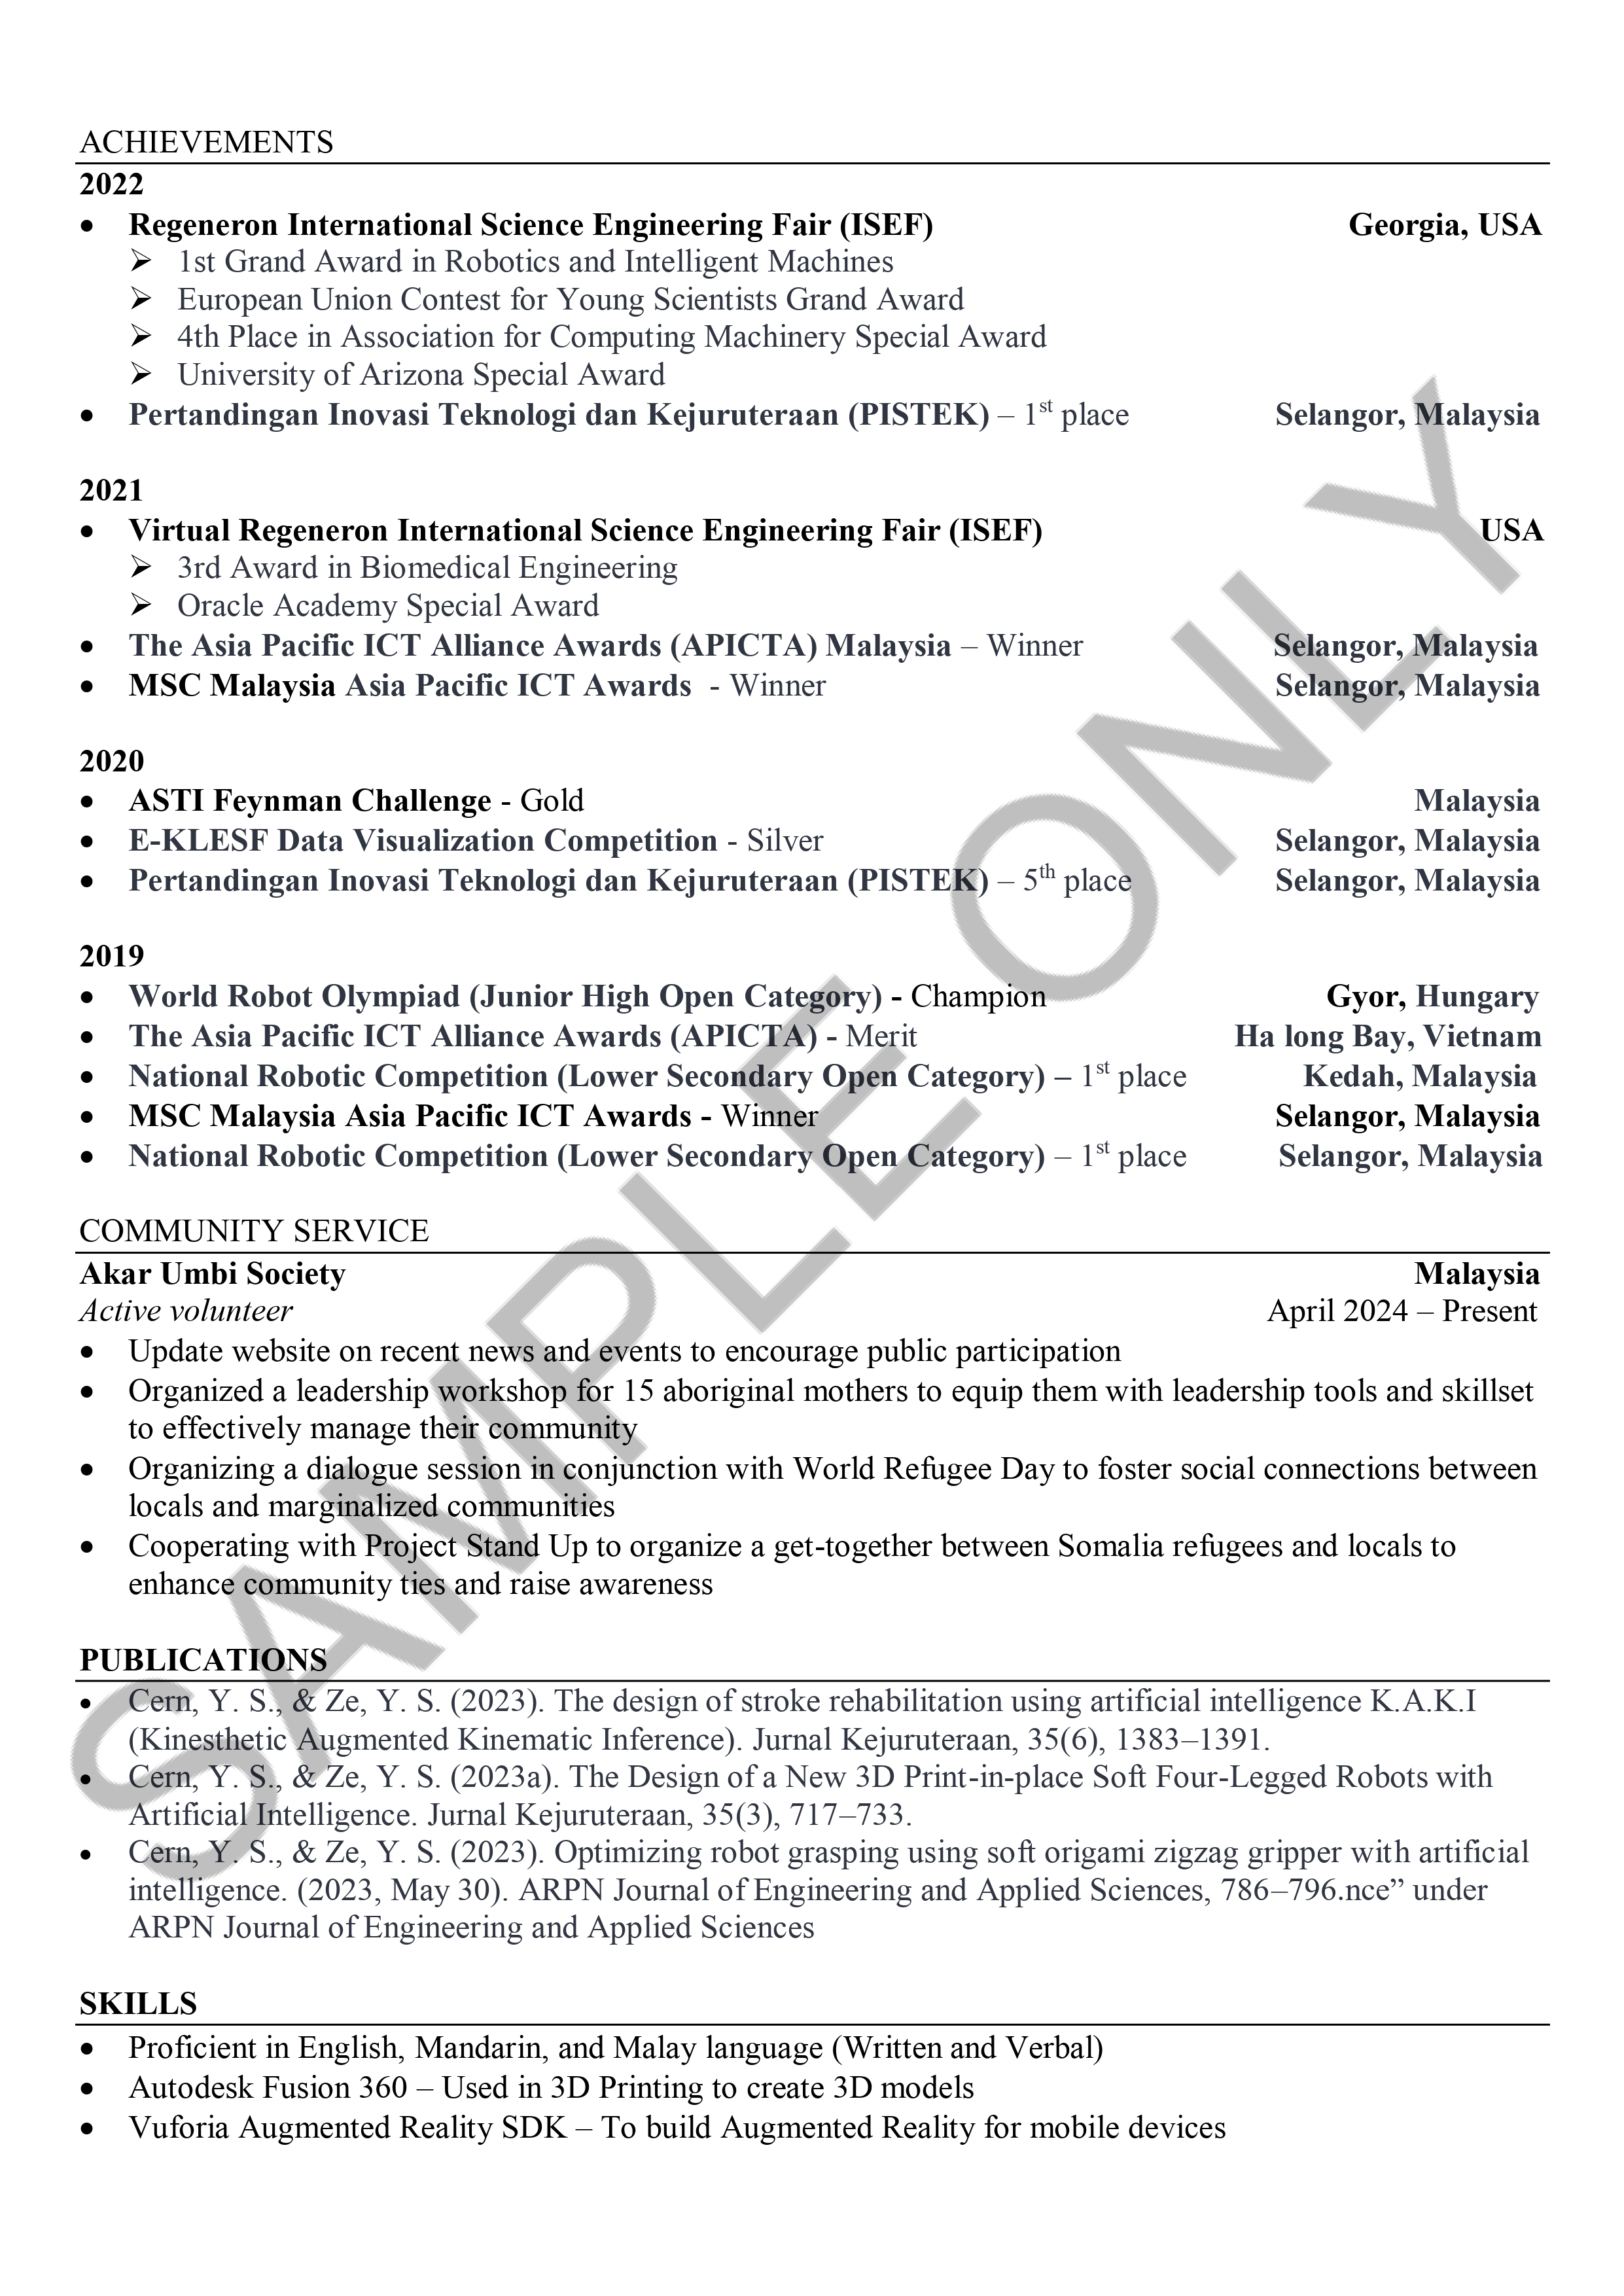 ACHIEVEMENTS
2022
• Regeneron International Science Engineering Fair (ISEF) Georgia, USA
➢ 1st Grand Award in Robotics and Intelligent Machines
➢ European Union Contest for Young Scientists Grand Award
➢ 4th Place in Association for Computing Machinery Special Award
➢ University of Arizona Special Award
• Pertandingan Inovasi Teknologi dan Kejuruteraan (PISTEK) – 1st place Selangor, Malaysia
2021
• Virtual Regeneron International Science Engineering Fair (ISEF) USA
➢ 3rd Award in Biomedical Engineering
➢ Oracle Academy Special Award
• The Asia Pacific ICT Alliance Awards (APICTA) Malaysia – Winner Selangor, Malaysia
• MSC Malaysia Asia Pacific ICT Awards - Winner Selangor, Malaysia
2020
• ASTI Feynman Challenge - Gold Malaysia
• E-KLESF Data Visualization Competition - Silver Selangor, Malaysia
• Pertandingan Inovasi Teknologi dan Kejuruteraan (PISTEK) – 5th place Selangor, Malaysia
2019
• World Robot Olympiad (Junior High Open Category) - Champion Gyor, Hungary
• The Asia Pacific ICT Alliance Awards (APICTA) - Merit Ha long Bay, Vietnam
• National Robotic Competition (Lower Secondary Open Category) – 1st place Kedah, Malaysia
• MSC Malaysia Asia Pacific ICT Awards - Winner Selangor, Malaysia
• National Robotic Competition (Lower Secondary Open Category) – 1st place Selangor, Malaysia
COMMUNITY SERVICE
Akar Umbi Society Malaysia
Active volunteer April 2024 – Present
• Update website on recent news and events to encourage public participation
• Organized a leadership workshop for 15 aboriginal mothers to equip them with leadership tools and skillset
to effectively manage their community
• Organizing a dialogue session in conjunction with World Refugee Day to foster social connections between
locals and marginalized communities
• Cooperating with Project Stand Up to organize a get-together between Somalia refugees and locals to
enhance community ties and raise awareness
PUBLICATIONS
• Cern, Y. S., & Ze, Y. S. (2023). The design of stroke rehabilitation using artificial intelligence K.A.K.I
(Kinesthetic Augmented Kinematic Inference). Jurnal Kejuruteraan, 35(6), 1383–1391.
• Cern, Y. S., & Ze, Y. S. (2023a). The Design of a New 3D Print-in-place Soft Four-Legged Robots with
Artificial Intelligence. Jurnal Kejuruteraan, 35(3), 717–733.
• Cern, Y. S., & Ze, Y. S. (2023). Optimizing robot grasping using soft origami zigzag gripper with artificial
intelligence. (2023, May 30). ARPN Journal of Engineering and Applied Sciences, 786–796.nce” under
ARPN Journal of Engineering and Applied Sciences
SKILLS
• Proficient in English, Mandarin, and Malay language (Written and Verbal)
• Autodesk Fusion 360 – Used in 3D Printing to create 3D models
• Vuforia Augmented Reality SDK – To build Augmented Reality for mobile devices
SAMPLE ONLY